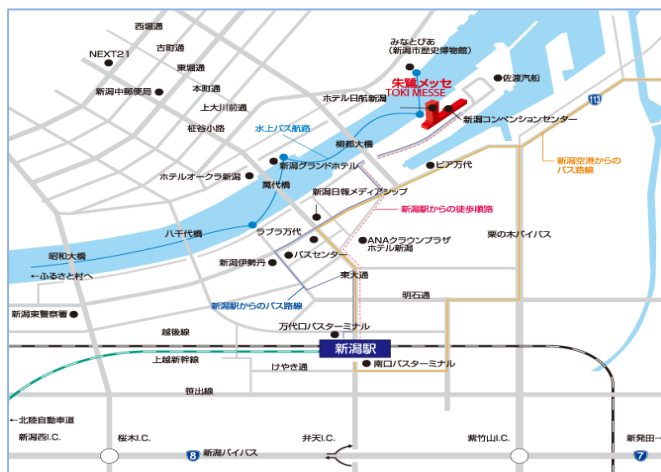 西堀通
古町通
NEXT21
東堀通
新潟中郵便局
本町通
上大川前通
柾谷小路
みなとぴあ
(新潟市歴史博物館)
朱鷺メッセ
TOKI MESSE
佐渡汽船
ホテル日航新潟
新潟コンベンションセンター
113
水上バス航路
柳都大橋
新潟グランドホテル
ピア万代
新潟空港からの
バス路線
ホテルオークラ新潟
萬代橋
新潟日報メディアシップ
新潟駅からの徒歩順路
八千代橋
ラブラ万代
ANAクラウンプラザ
ホテル新潟
栗の木バイパス
昭和大橋
バスセンター
新潟伊勢丹
←ふるさと村へ
東大通
新潟駅からのバス路線
明石通
新潟東警察署
越後線
万代口バスターミナル
上越新幹線
新潟駅
けやき通
南口バスターミナル
笹出線
←北陸自動車道
新潟西I.C.
桜木I.C.
弁天I.C.
紫竹山I.C.
新発田→
8
新潟バイパス
7